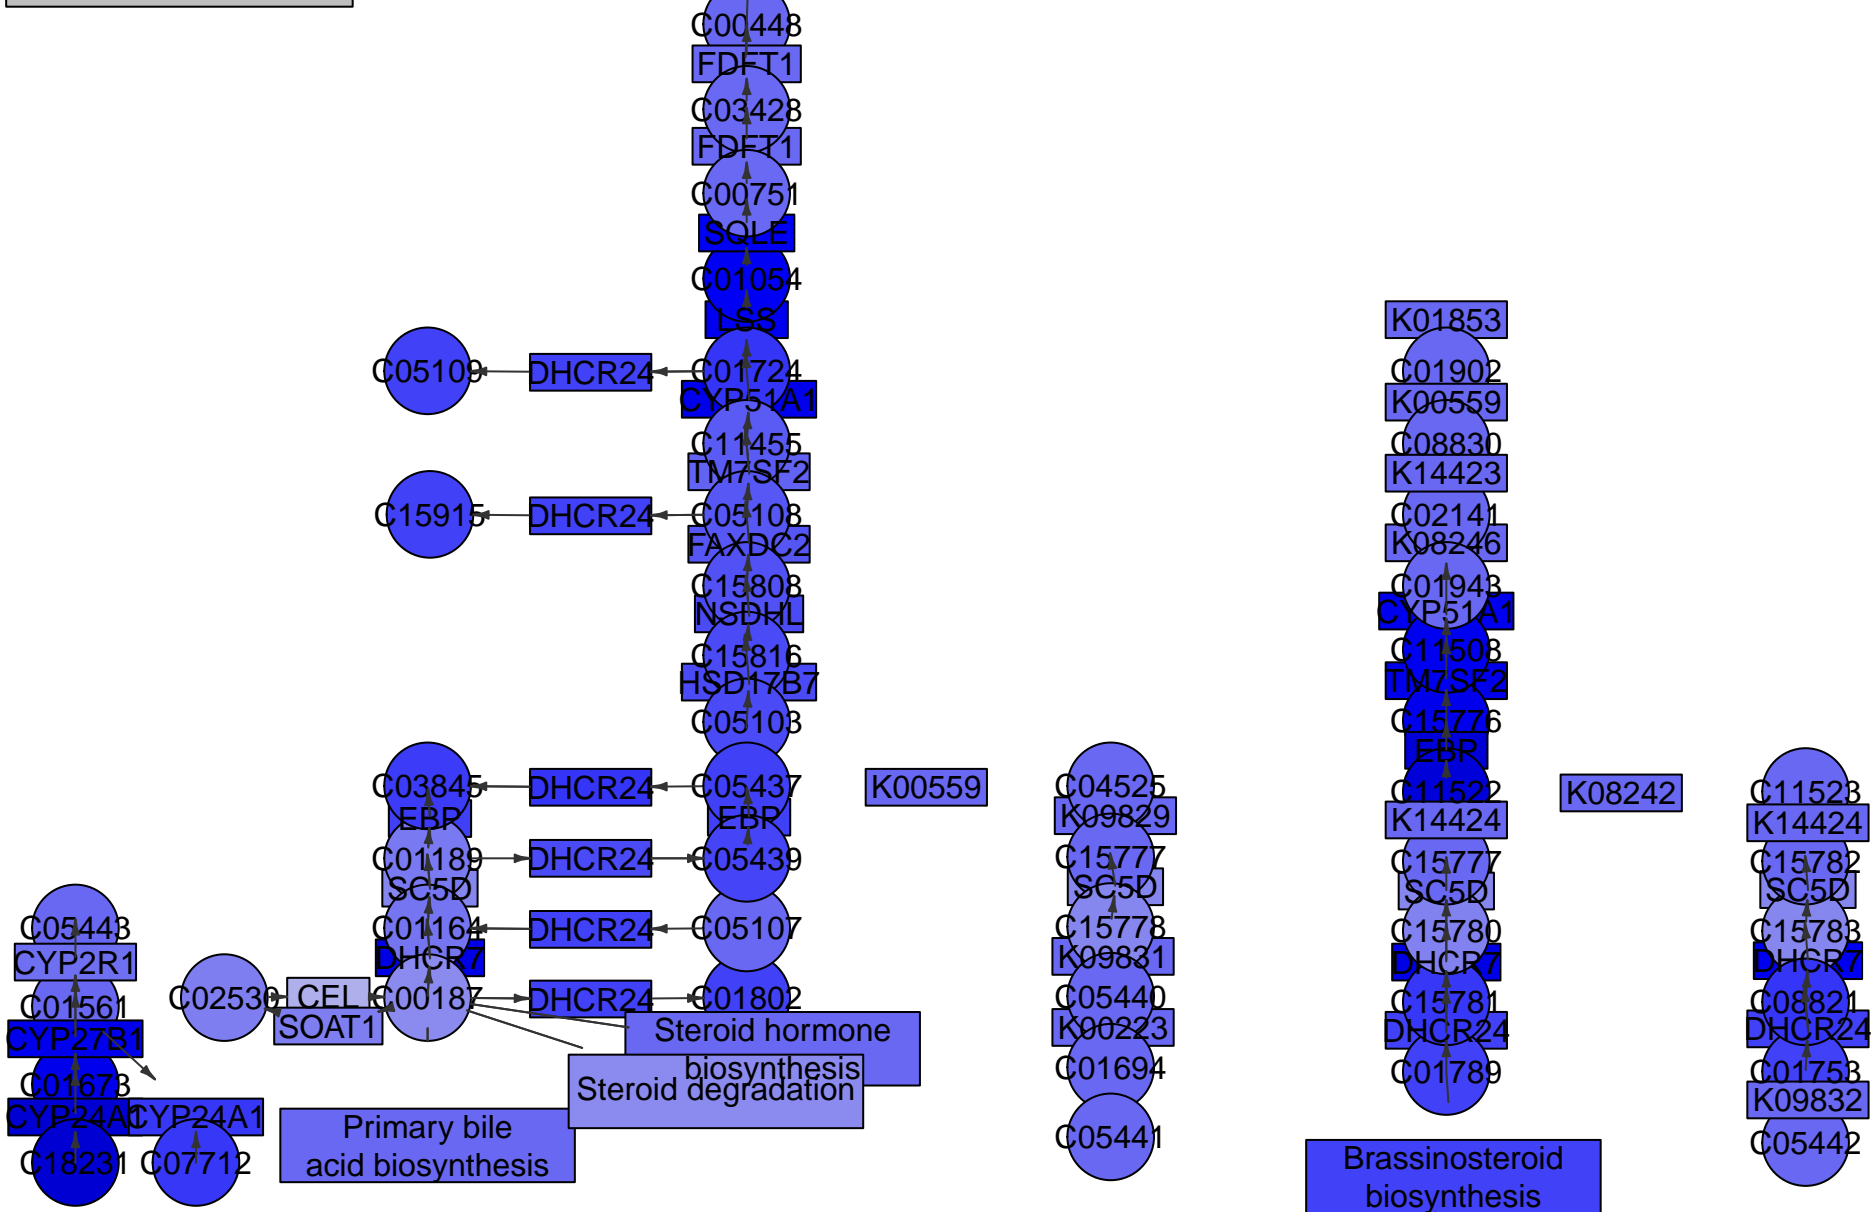 C00448
FDFT1
C03428
FDFT1
C00751
SQLE
C01054
LSS
C05109
DHCR24
C01724
CYP51A1
C11455
TM7SF2
C15915
DHCR24
C05108
FAXDC2
C15808
NSDHL
C15816
HSD17B7
C05103
C03845
DHCR24
C05437
EBP
EBP
C01189
DHCR24
C05439
SC5D
C01164
DHCR24
C05107
DHCR7
C02530
CEL
SOAT1
C00187
DHCR24
C01802
Steroid hormone
biosynthesis
Steroid degradation
Primary bile
acid biosynthesis
C05443
CYP2R1
C01561
CYP27B1
C01673
CYP24A1
CYP24A1
C18231
C07712
K00559
C04525
K09829
C15777
SC5D
C15778
K09831
C05440
K00223
C01694
C05441
K01853
C01902
K00559
C08830
K14423
C02141
K08246
C01943
CYP51A1
C11508
TM7SF2
C15776
EBP
C11522
K14424
C15777
SC5D
C15780
DHCR7
C15781
DHCR24
C01789
Brassinosteroid
biosynthesis
K08242
C11523
K14424
C15782
SC5D
C15783
DHCR7
C08821
DHCR24
C01753
K09832
C05442